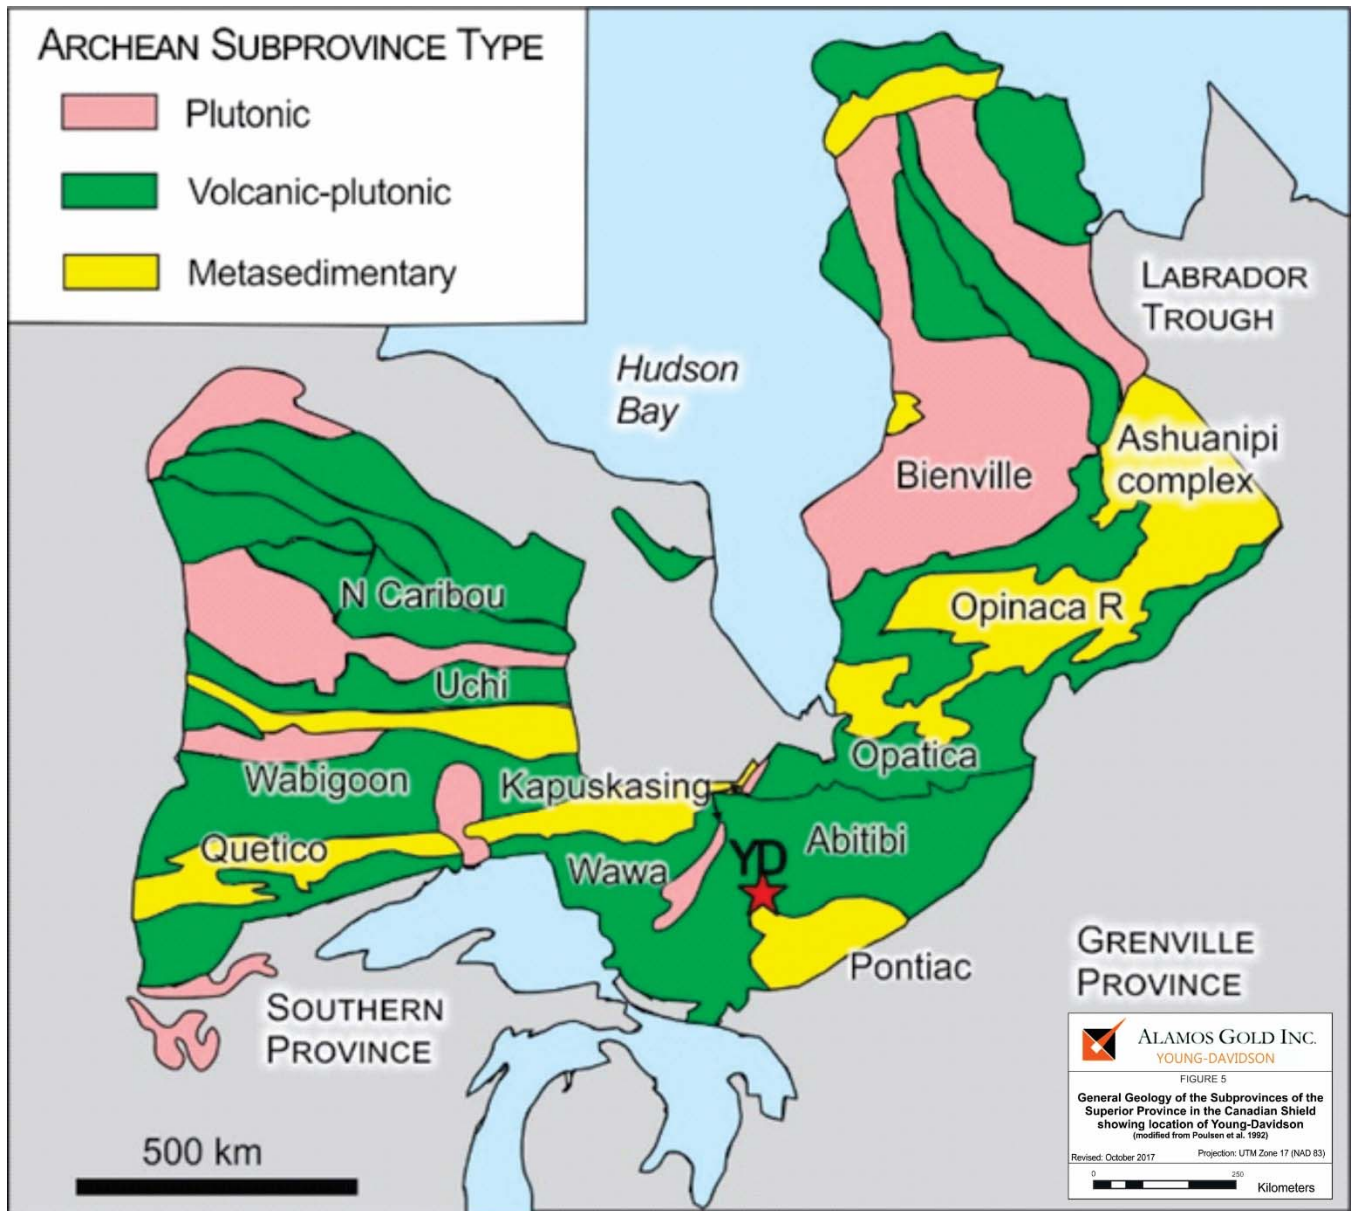 ARCHEAN SUBPROVINCE TYPE
Plutonic
Volcanic-plutonic
Metasedimentary
LABRADOR
TROUGH
Hudson
Bay
Ashuanipi
complex
Bienville
N Caribou
Opinaca R
Uchi
Opatica
Wabigoon
Kapuskasing
Abitibi
Quetico
YD
Wawa
Pontiac
GRENVILLE
PROVINCE
SOUTHERN
PROVINCE
500 km
ALAMOS GOLD INC.
YOUNG-DAVIDSON
FIGURE 5
General Geology of the Subprovinces of the
Superior Province in the Canadian Shield
showing location of Young-Davidson
(modified from Poulsen et al. 1992)
Revised: October 2017 Projection: UTM Zone 17 (NAD 83)
0 250
Kilometers